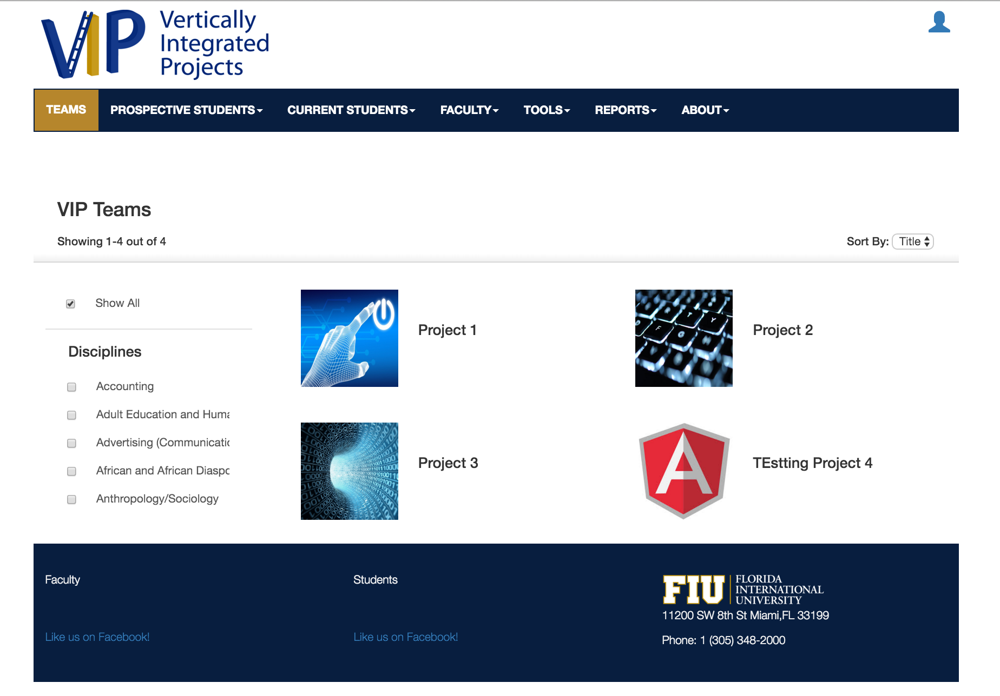 VIP
Vertically
Integrated
Projects
TEAMS PROSPECTIVE STUDENTS CURRENT STUDENTS FACULTY TOOLS REPORTS ABOUT
VIP Teams
Showing 1-4 out of 4
Sort By: Title
Show All
Disciplines
Accounting
Adult Education and Huma
Advertising (Communicatio
African and African Diaspo
Anthropology/Sociology
Project 1
Project 2
Project 3
TEstting Project 4
Faculty
Like us on Facebook!
Students
Like us on Facebook!
FIU
FLORIDA
INTERNATIONAL
UNIVERSITY
11200 SW 8th St Miami,FL 33199
Phone: 1 (305) 348-2000